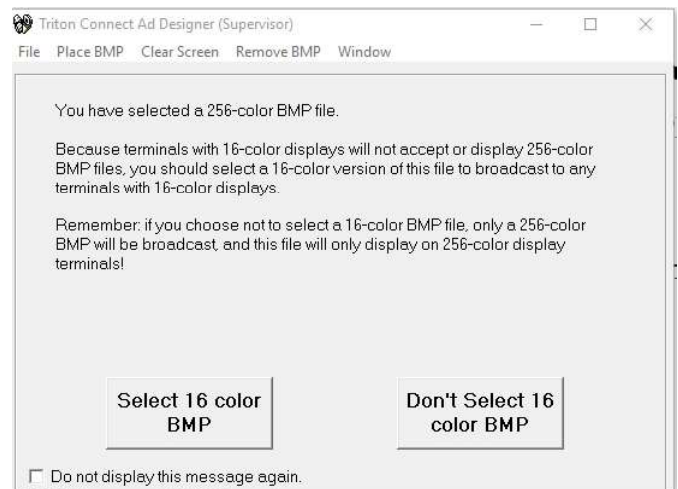 Triton Connect Ad Designer (Supervisor)
File Place BMP Clear Screen Remove BMP Window
You have selected a 256-color BMP file.
Because terminals with 16-color displays will not accept or display 256-color
BMP files, you should select a 16-color version of this file to broadcast to any
terminals with 16-color displays.
Remember: if you choose not to select a 16-color BMP file, only a 256-color
BMP will be broadcast, and this file will only display on 256-color display
terminals!
Select 16 color
BMP
Don't Select 16
color BMP
Do not display this message again.